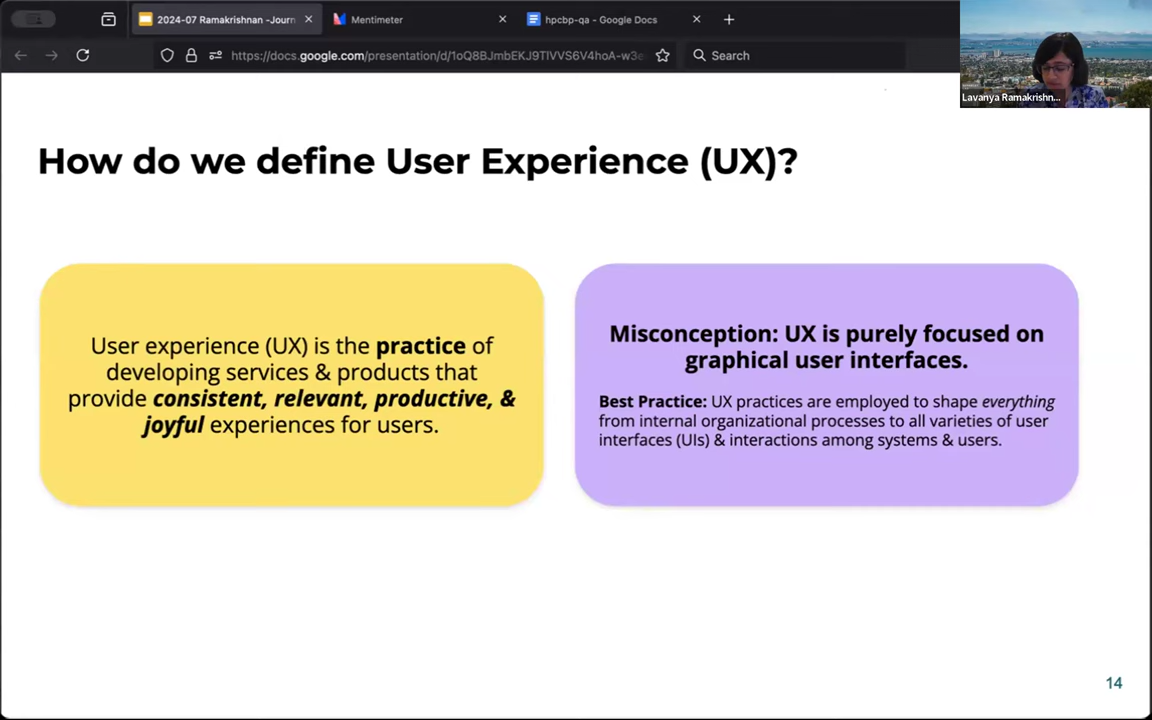 2024-07 Ramakrishnan -Journ
Mentimeter
hpcbp-qa - Google Docs
https://docs.google.com/presentation/d/1oQ8BJmbEKJ9TlVVS6V4hoA-w3e
Search
Lavanya Ramakrishn...
How do we define User Experience (UX)?
User experience (UX) is the practice of
developing services & products that
provide consistent, relevant, productive, &
joyful experiences for users.
Misconception: UX is purely focused on
graphical user interfaces.
Best Practice: UX practices are employed to shape everything
from internal organizational processes to all varieties of user
interfaces (UIs) & interactions among systems & users.
14